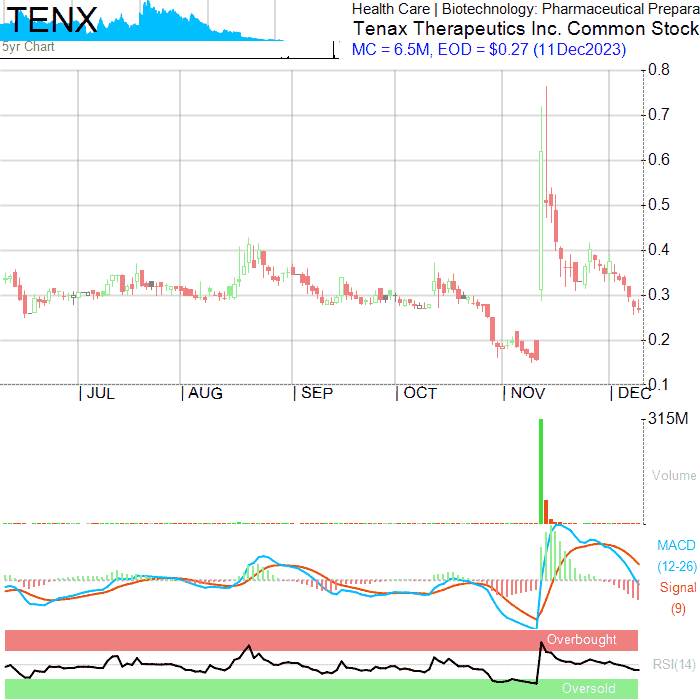 TENX
5yr Chart
Health Care | Biotechnology: Pharmaceutical Prepara
Tenax Therapeutics Inc. Common Stock
MC = 6.5M, EOD = $0.27 (11Dec2023)
0.8
0.7
0.6
0.5
0.4
0.3
0.2
0.1
JUL
AUG
SEP
OCT
NOV
DEC
315M
Volume
MACD
(12-26)
Signal
(9)
Overbought
RSI(14)
Oversold